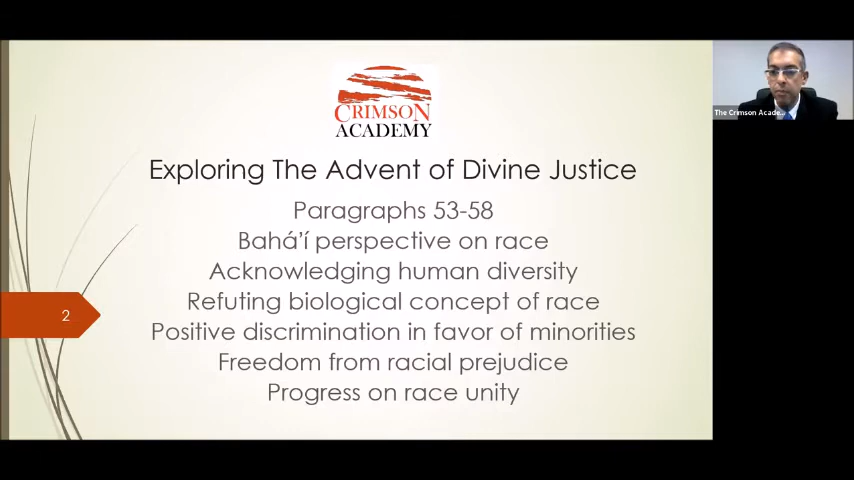 CRIMSON
ACADEMY
Exploring The Advent of Divine Justice
Paragraphs 53-58
Bahá'í perspective on race
Acknowledging human diversity
Refuting biological concept of race
2
Positive discrimination in favor of minorities
Freedom from racial prejudice
Progress on race unity
The Crimson Acade...